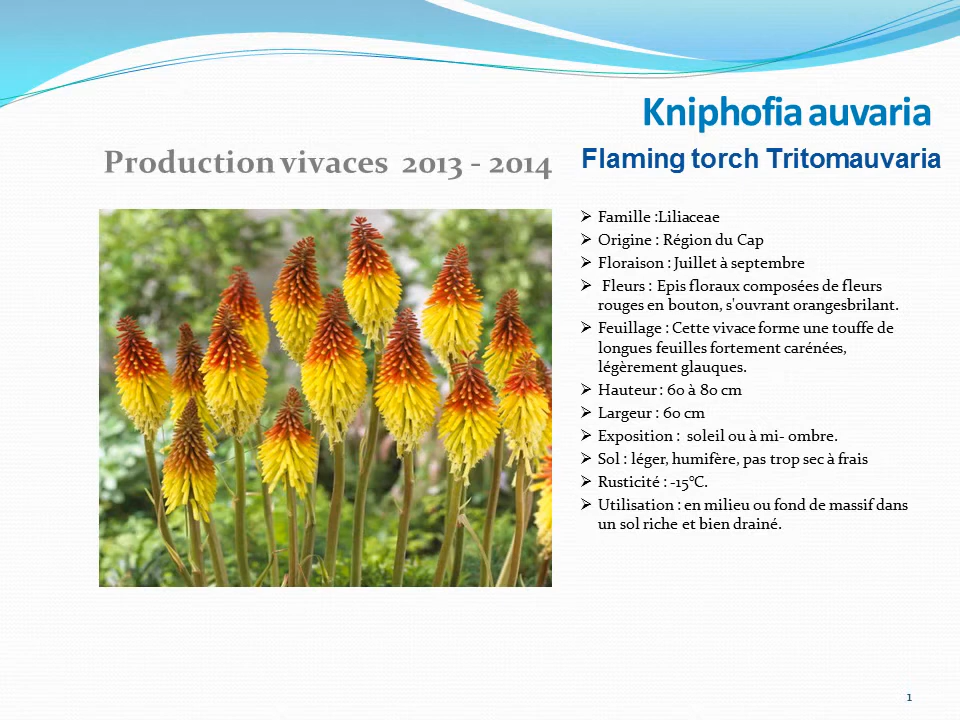 Kniphofia auvaria
Production vivaces 2013 - 2014
Flaming torch Tritomauvaria
➢ Famille :Liliaceae
➢ Origine : Région du Cap
➢ Floraison : Juillet à septembre
➢ Fleurs : Epis floraux composées de fleurs
rouges en bouton, s'ouvrant orangesbrilant.
➢ Feuillage : Cette vivace forme une touffe de
longues feuilles fortement carénées,
légèrement glauques.
➢ Hauteur : 60 à 80 cm
➢ Largeur : 60 cm
➢ Exposition : soleil ou à mi- ombre.
➢ Sol : léger, humifère, pas trop sec à frais
➢ Rusticité : -15°C.
➢ Utilisation : en milieu ou fond de massif dans
un sol riche et bien drainé.
1